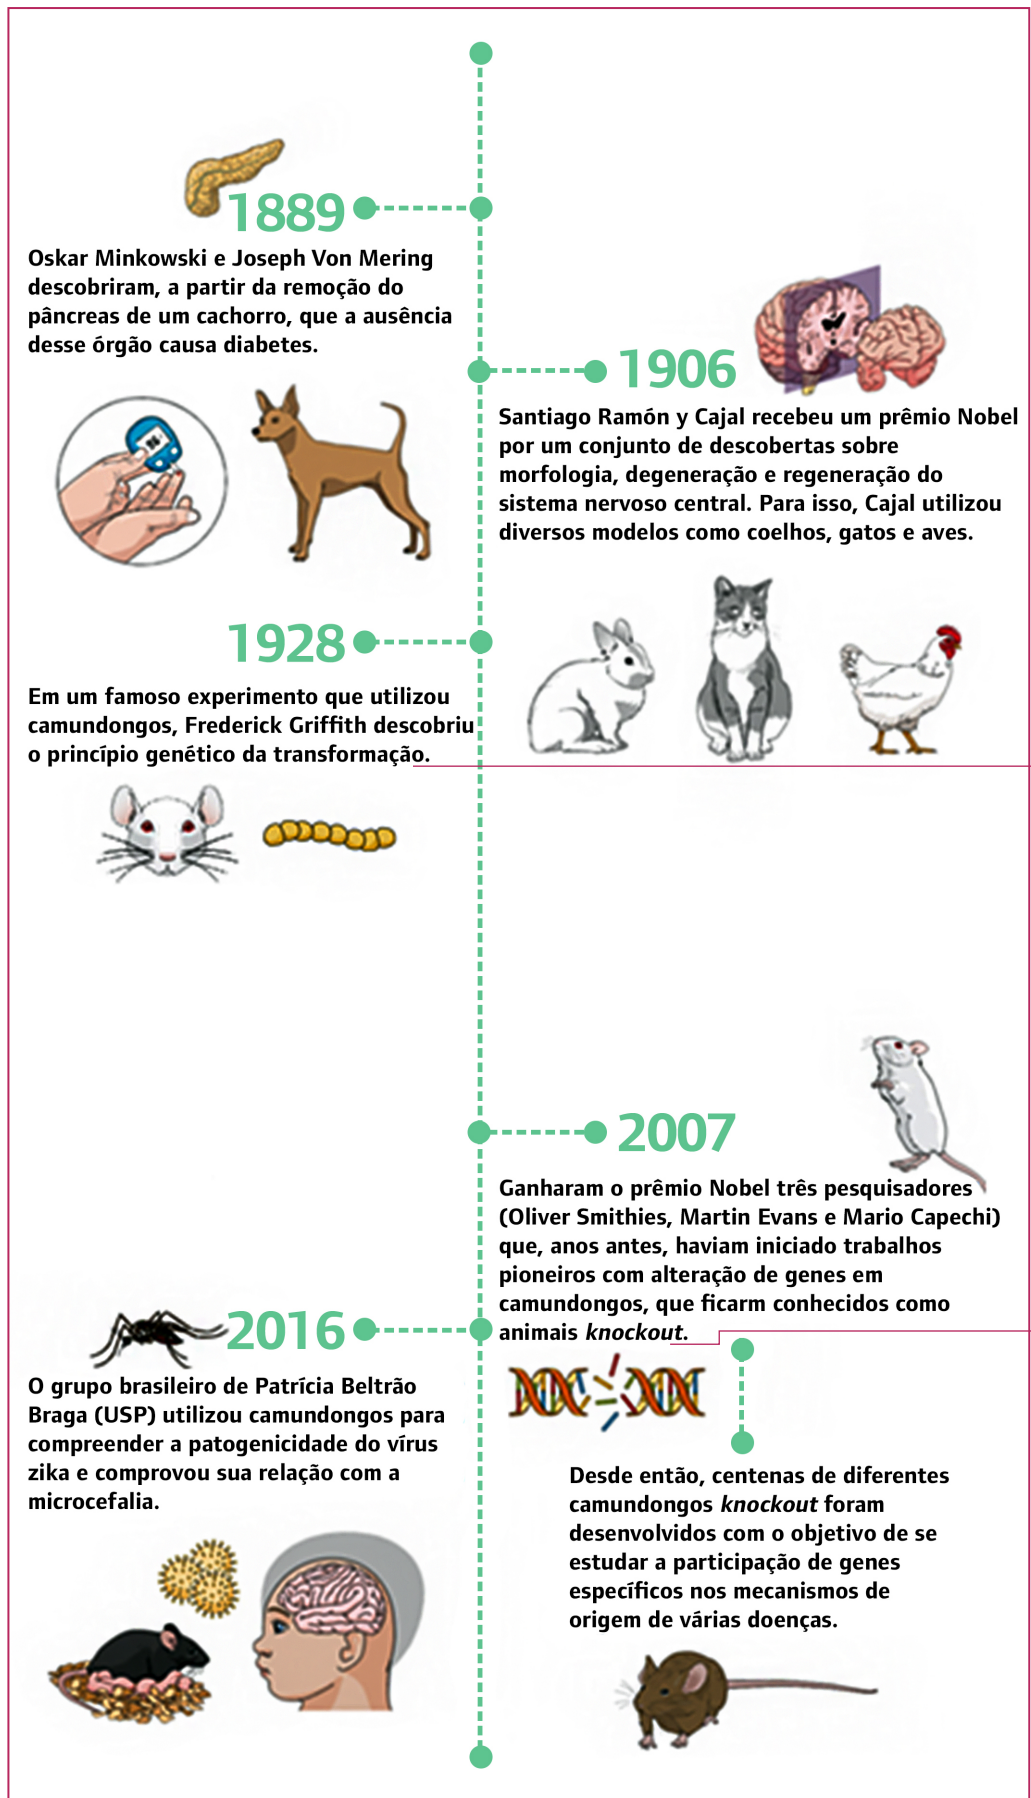 1889
Oskar Minkowski e Joseph Von Mering
descobriram, a partir da remoção do
pâncreas de um cachorro, que a ausência
desse órgão causa diabetes.
1906
Santiago Ramón y Cajal recebeu um prêmio Nobel
por um conjunto de descobertas sobre
morfologia, degeneração e regeneração do
sistema nervoso central. Para isso, Cajal utilizou
diversos modelos como coelhos, gatos e aves.
1928
Em um famoso experimento que utilizou
camundongos, Frederick Griffith descobriu
o princípio genético da transformação.
2007
Ganharam o prêmio Nobel três pesquisadores
(Oliver Smithies, Martin Evans e Mario Capechi)
que, anos antes, haviam iniciado trabalhos
pioneiros com alteração de genes em
camundongos, que ficarm conhecidos como
animais knockout.
Desde então, centenas de diferentes
camundongos knockout foram
desenvolvidos com o objetivo de se
estudar a participação de genes
específicos nos mecanismos de
origem de várias doenças.
2016
O grupo brasileiro de Patrícia Beltrão
Braga (USP) utilizou camundongos para
compreender a patogenicidade do vírus
zika e comprovou sua relação com a
microcefalia.